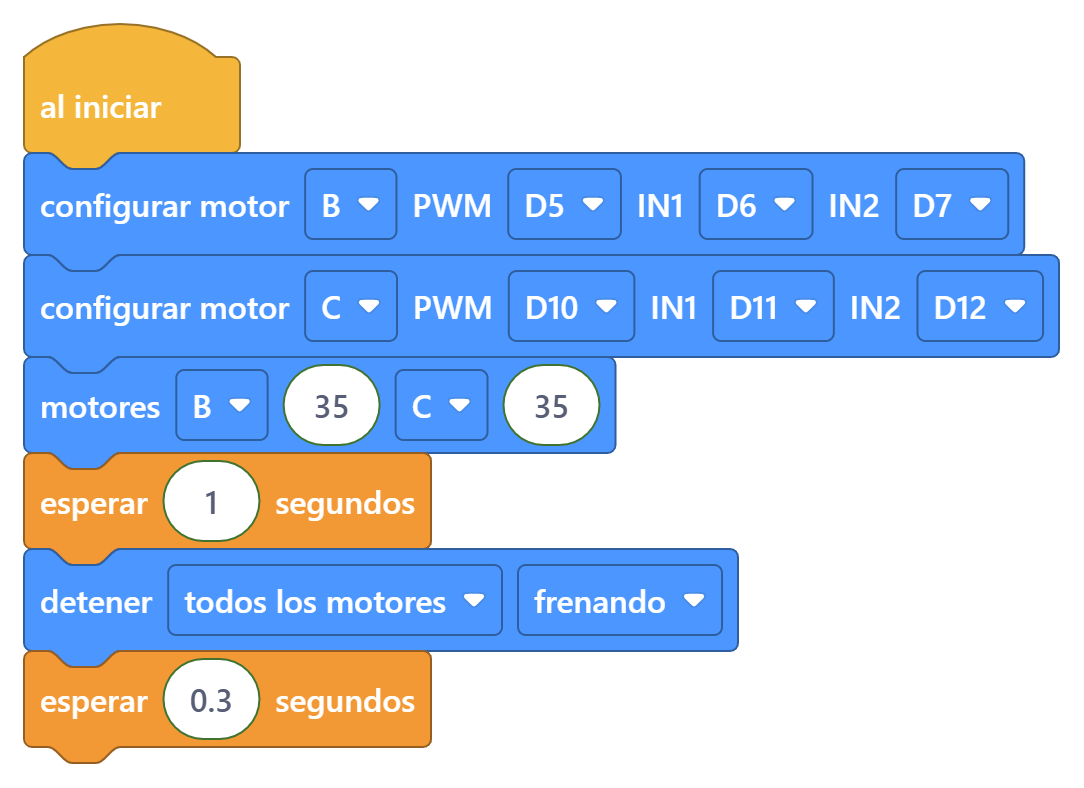 al iniciar
configurar motor B PWM D5 IN1 D6 IN2 D7
configurar motor C PWM D10 IN1 D11 IN2 D12
motores B 35 C 35
esperar 1 segundos
detener todos los motores frenando
esperar 0.3 segundos